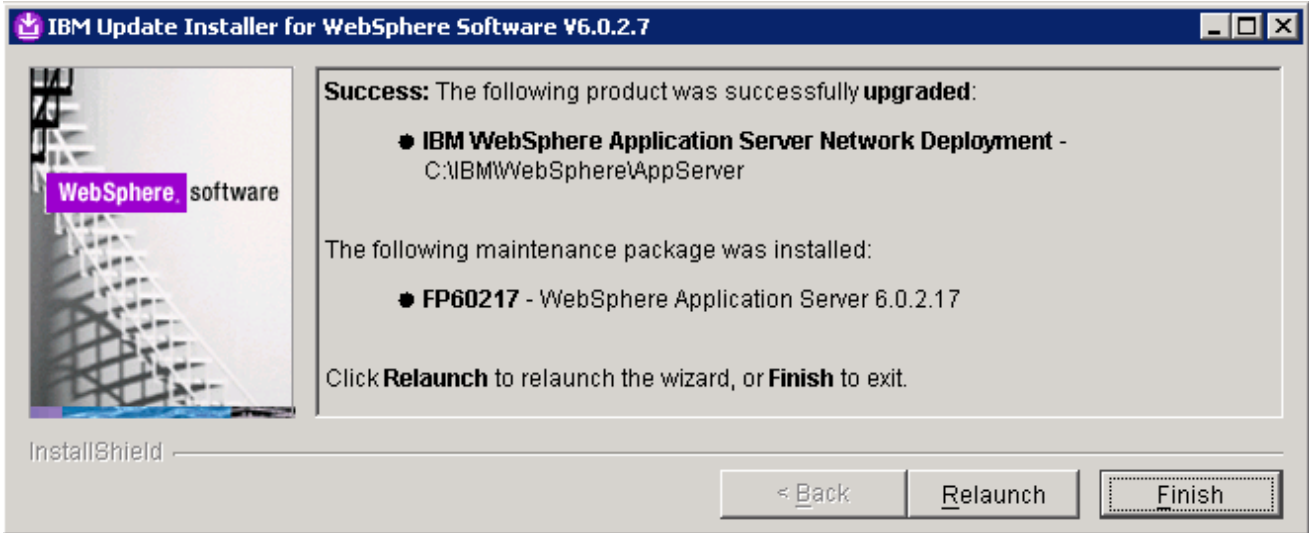 IBM Update Installer for WebSphere Software V6.0.2.7
Success: The following product was successfully upgraded:
IBM WebSphere Application Server Network Deployment -
C:\IBM\WebSphere\AppServer
WebSphere. software
The following maintenance package was installed:
FP60217 - WebSphere Application Server 6.0.2.17
Click Relaunch to relaunch the wizard, or Finish to exit.
InstallShield
< Back
Relaunch
Finish